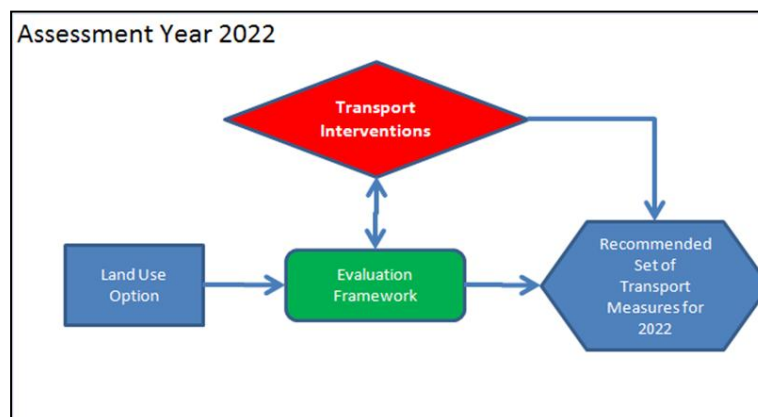 Assessment Year 2022
Transport
Interventions
Land Use
Option
Evaluation
Framework
Recommended
Set of
Transport
Measures for
2022